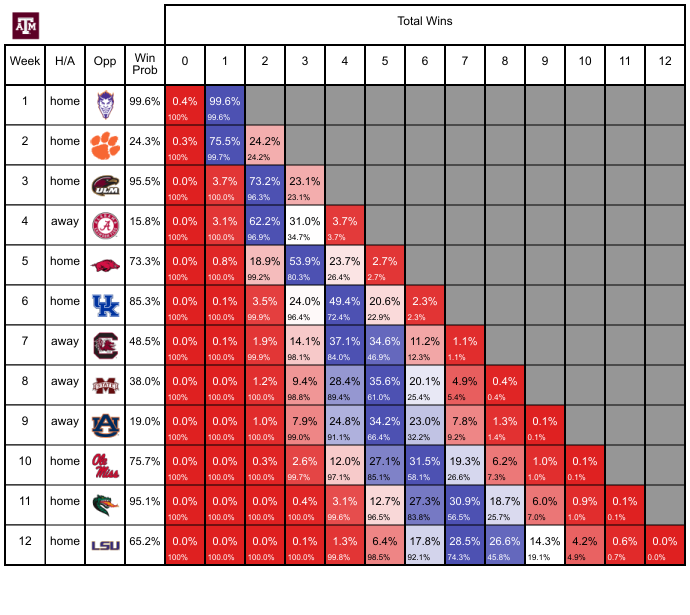 ATM
Total Wins
Week H/A Opp Win Prob 0 1 2 3 4 5 6 7 8 9 10 11 12
1 home 99.6% 0.4% 99.6%
100% 99.6%
2 home 24.3% 0.3% 75.5% 24.2%
100% 99.7% 24.2%
3 home ULM 95.5% 0.0% 3.7% 73.2% 23.1%
100% 100.0% 96.3% 23.1%
4 away A 15.8% 0.0% 3.1% 62.2% 31.0% 3.7%
100% 100.0% 96.9% 34.7% 3.7%
5 home 73.3% 0.0% 0.8% 18.9% 53.9% 23.7% 2.7%
100% 100.0% 99.2% 80.3% 26.4% 2.7%
6 home UK 85.3% 0.0% 0.1% 3.5% 24.0% 49.4% 20.6% 2.3%
100% 100.0% 99.9% 96.4% 72.4% 22.9% 2.3%
7 away C 48.5% 0.0% 0.1% 1.9% 14.1% 37.1% 34.6% 11.2% 1.1%
100% 100.0% 99.9% 98.1% 84.0% 46.9% 12.3% 1.1%
8 away M STATE 38.0% 0.0% 0.0% 1.2% 9.4% 28.4% 35.6% 20.1% 4.9% 0.4%
100% 100.0% 100.0% 98.8% 89.4% 61.0% 25.4% 5.4% 0.4%
9 away AU 19.0% 0.0% 0.0% 1.0% 7.9% 24.8% 34.2% 23.0% 7.8% 1.3% 0.1%
100% 100.0% 100.0% 99.0% 91.1% 66.4% 32.2% 9.2% 1.4% 0.1%
10 home Ole Miss 75.7% 0.0% 0.0% 0.3% 2.6% 12.0% 27.1% 31.5% 19.3% 6.2% 1.0% 0.1%
100% 100.0% 100.0% 99.7% 97.1% 85.1% 58.1% 26.6% 7.3% 1.0% 0.1%
11 home 95.1% 0.0% 0.0% 0.0% 0.4% 3.1% 12.7% 27.3% 30.9% 18.7% 6.0% 0.9% 0.1%
100% 100.0% 100.0% 100.0% 99.6% 96.5% 83.8% 56.5% 25.7% 7.0% 1.0% 0.1%
12 home LSU 65.2% 0.0% 0.0% 0.0% 0.1% 1.3% 6.4% 17.8% 28.5% 26.6% 14.3% 4.2% 0.6% 0.0%
100% 100.0% 100.0% 100.0% 99.8% 98.5% 92.1% 74.3% 45.8% 19.1% 4.9% 0.7% 0.0%